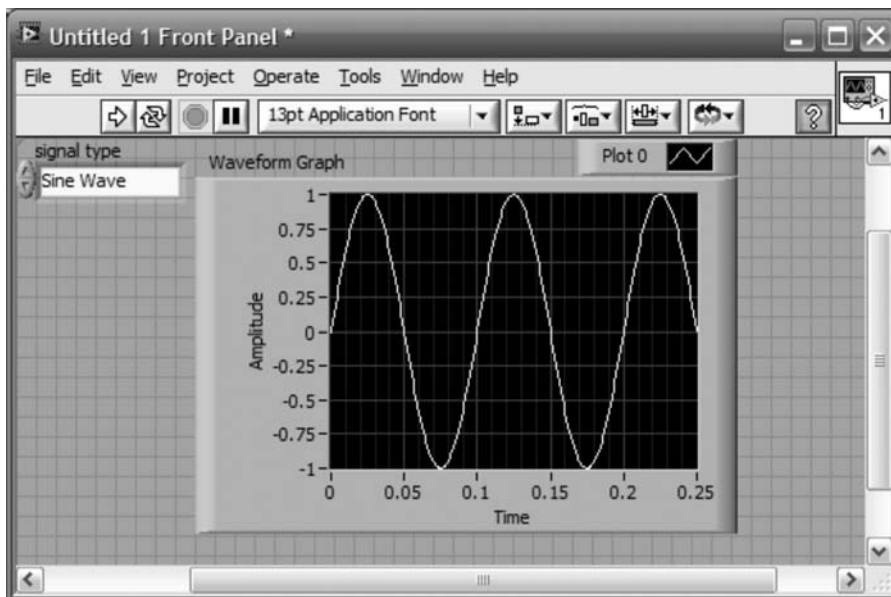 Untitled 1 Front Panel *
File Edit View Project Operate Tools Window Help
13pt Application Font
?
1
signal type
Sine Wave
Waveform Graph
Plot 0
1
0.75
0.5
0.25
0
-0.25
-0.5
-0.75
-1
Amplitude
0 0.05 0.1 0.15 0.2 0.25
Time